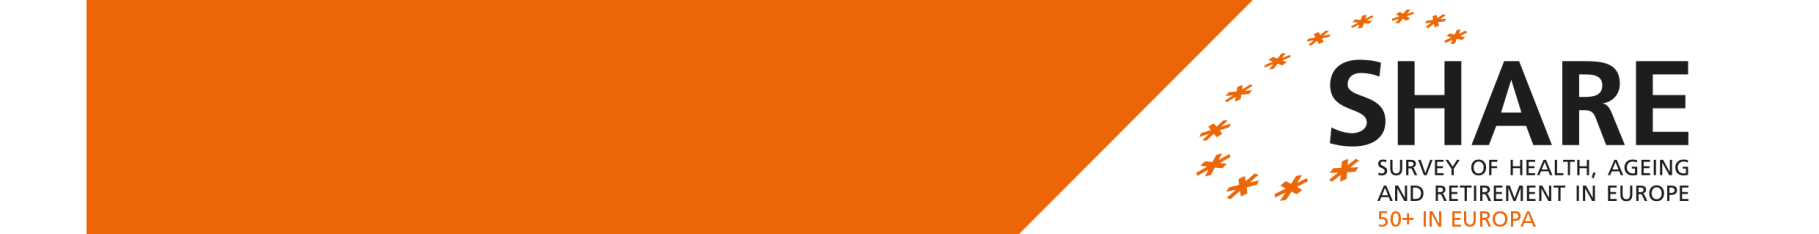 SHARE
SURVEY OF HEALTH, AGEING
AND RETIREMENT IN EUROPE
50+ IN EUROPA